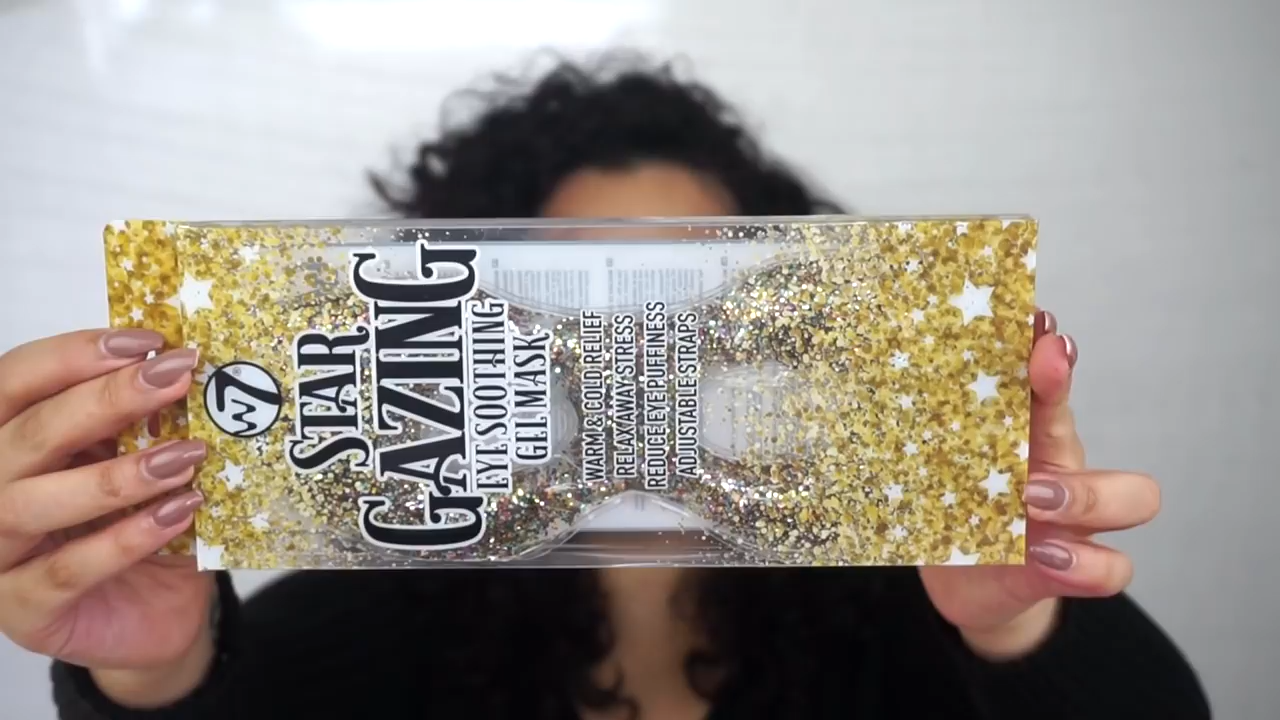 W7®
STAR
GAZING
EYE SOOTHING
GEL MASK
WARM & COLD RELIEF
RELAX AWAY STRESS
REDUCE EYE PUFFINESS
ADJUSTABLE STRAPS